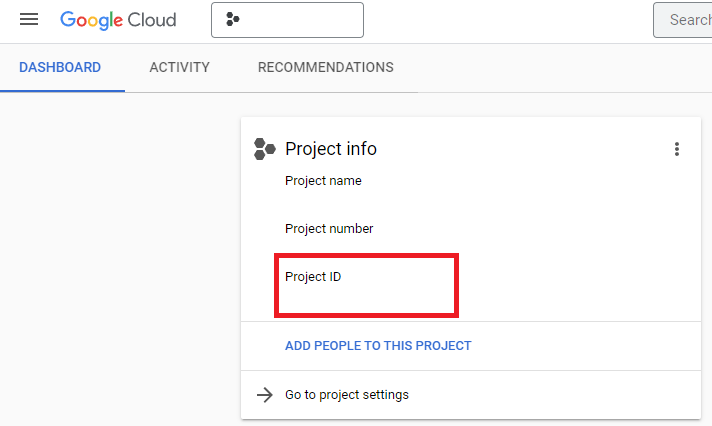 Google Cloud
Search
DASHBOARD
ACTIVITY
RECOMMENDATIONS
Project info
Project name
Project number
Project ID
ADD PEOPLE TO THIS PROJECT
Go to project settings